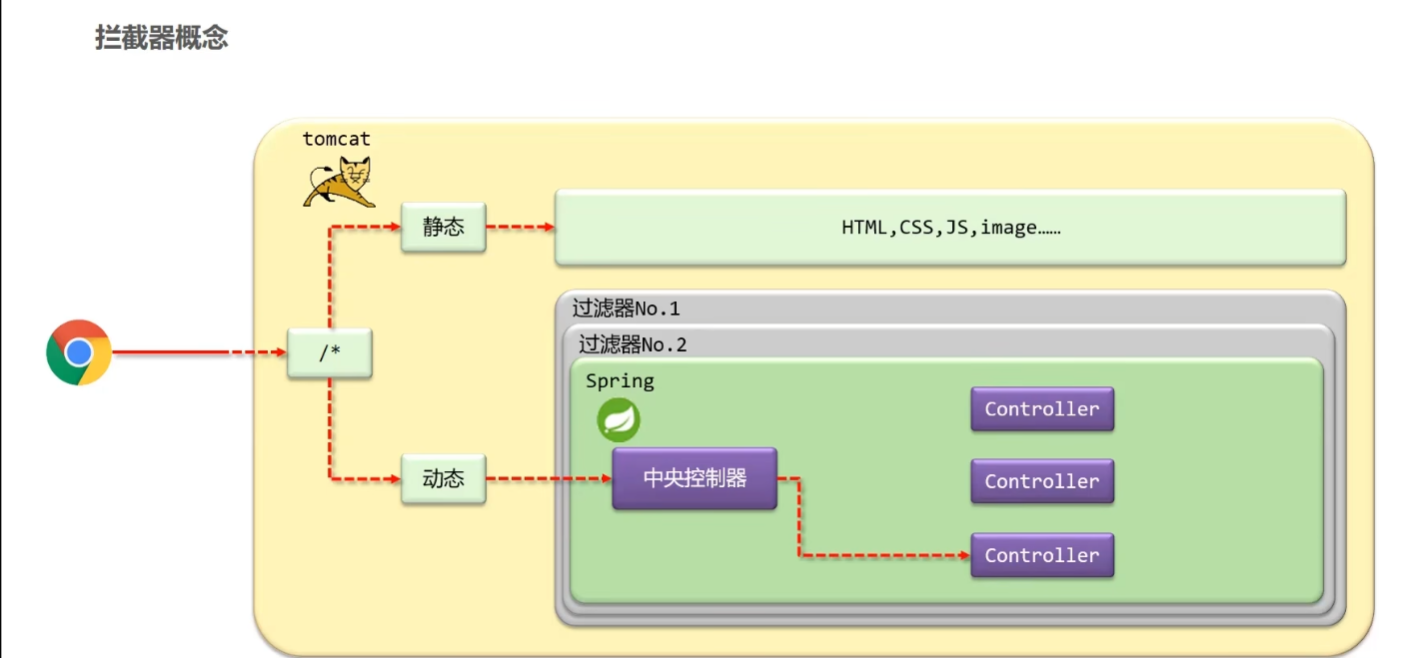 拦截器概念
tomcat
静态
HTML,CSS,JS,image……
过滤器No.1
/*
过滤器No.2
Spring
Controller
动态
中央控制器
Controller
Controller